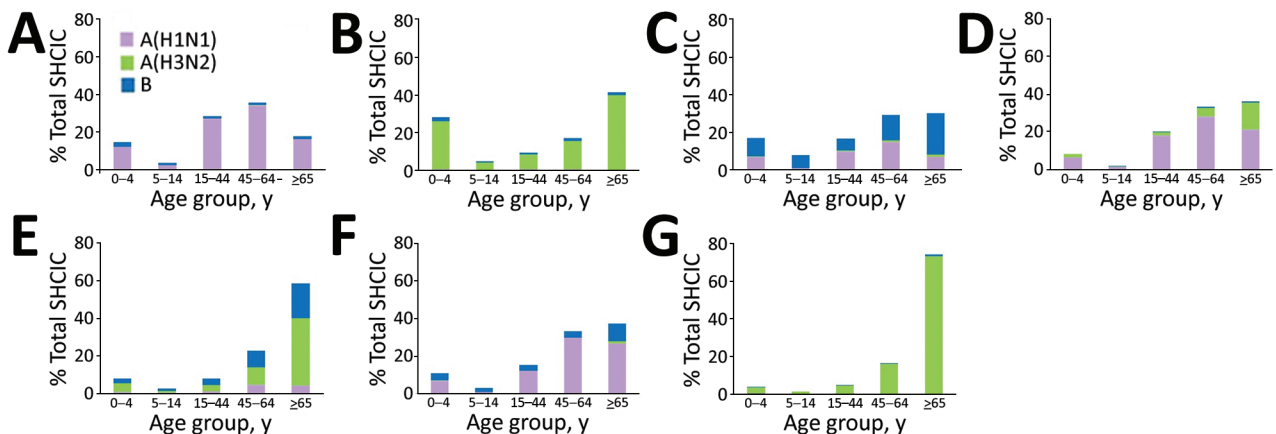 A
% Total SHCIC
80
60
40
20
0
A(H1N1)
A(H3N2)
B
0–4
5–14
15–44
45–64–
≥65
Age group, y
B
% Total SHCIC
80
60
40
20
0
0–4
5–14
15–44
45–64
≥65
Age group, y
C
% Total SHCIC
80
60
40
20
0
0–4
5–14
15–44
45–64
≥65
Age group, y
D
% Total SHCIC
80
60
40
20
0
0–4
5–14
15–44
45–64
≥65
Age group, y
E
% Total SHCIC
80
60
40
20
0
0–4
5–14
15–44
45–64
≥65
Age group, y
F
% Total SHCIC
80
60
40
20
0
0–4
5–14
15–44
45–64
≥65
Age group, y
G
% Total SHCIC
80
60
40
20
0
0–4
5–14
15–44
45–64
≥65
Age group, y